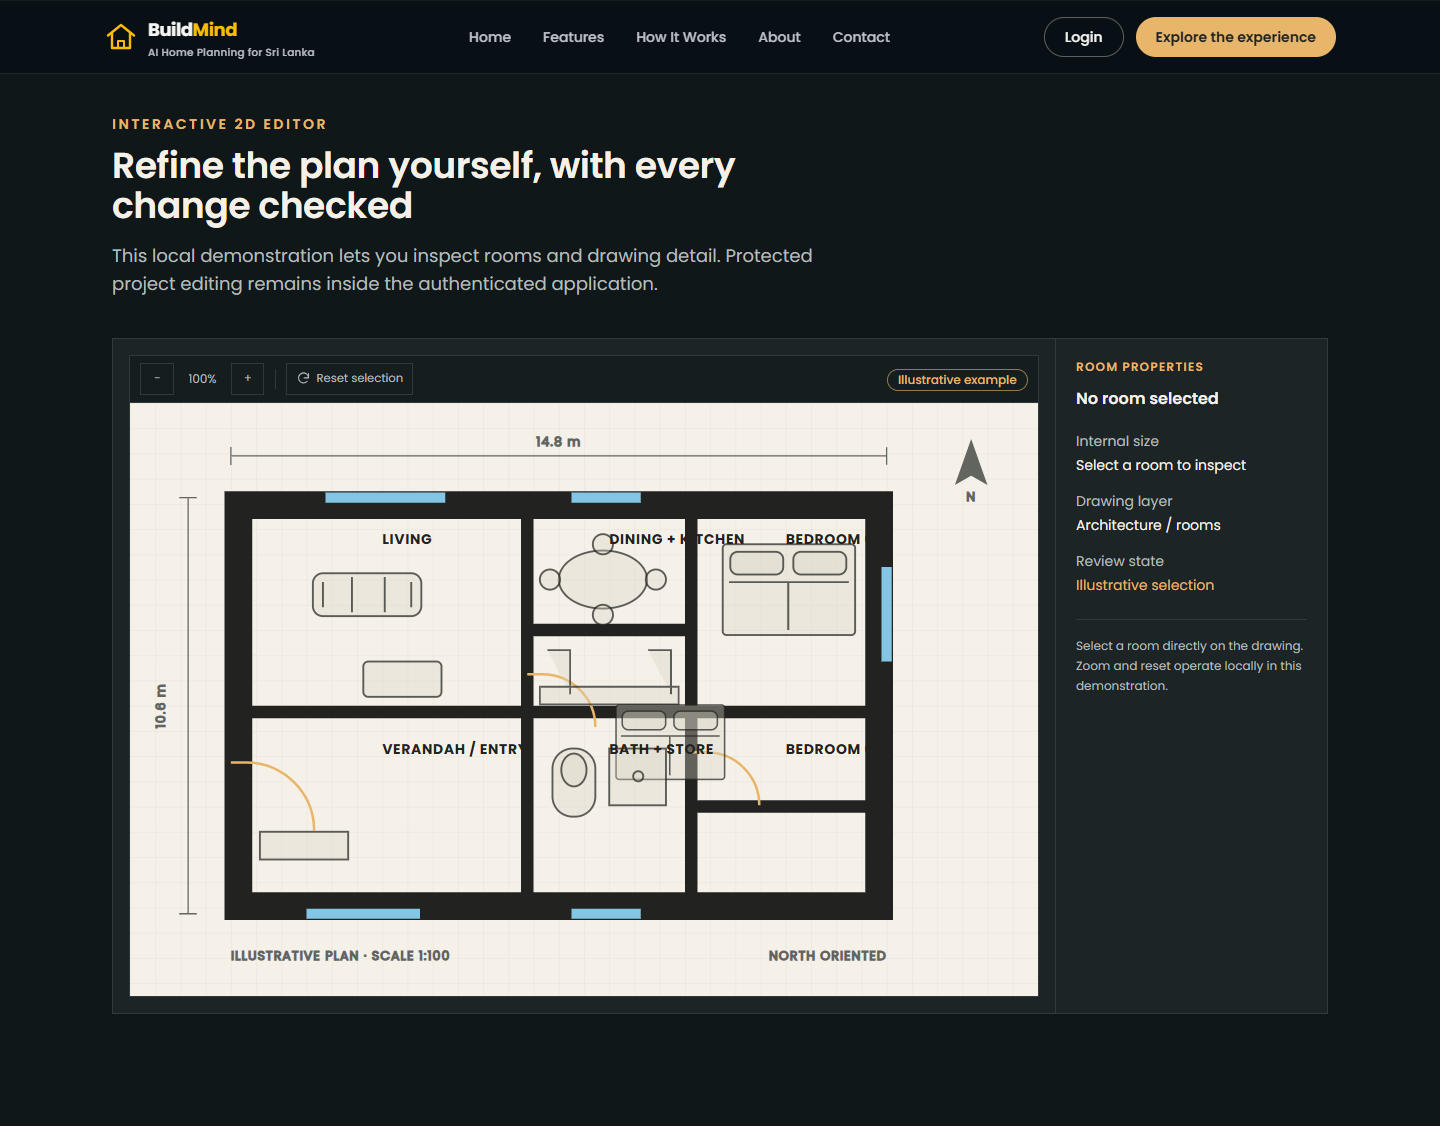 BuildMind
AI Home Planning for Sri Lanka
Home
Features
How It Works
About
Contact
Login
Explore the experience
INTERACTIVE 2D EDITOR
Refine the plan yourself, with every
change checked
This local demonstration lets you inspect rooms and drawing detail. Protected
project editing remains inside the authenticated application.
−
100%
+
Reset selection
Illustrative example
14.8 m
N
LIVING
DINING + KITCHEN
BEDROOM
10.8 m
VERANDAH / ENTRY
BATH + STORE
BEDROOM
ILLUSTRATIVE PLAN · SCALE 1:100
NORTH ORIENTED
ROOM PROPERTIES
No room selected
Internal size
Select a room to inspect
Drawing layer
Architecture / rooms
Review state
Illustrative selection
Select a room directly on the drawing.
Zoom and reset operate locally in this
demonstration.